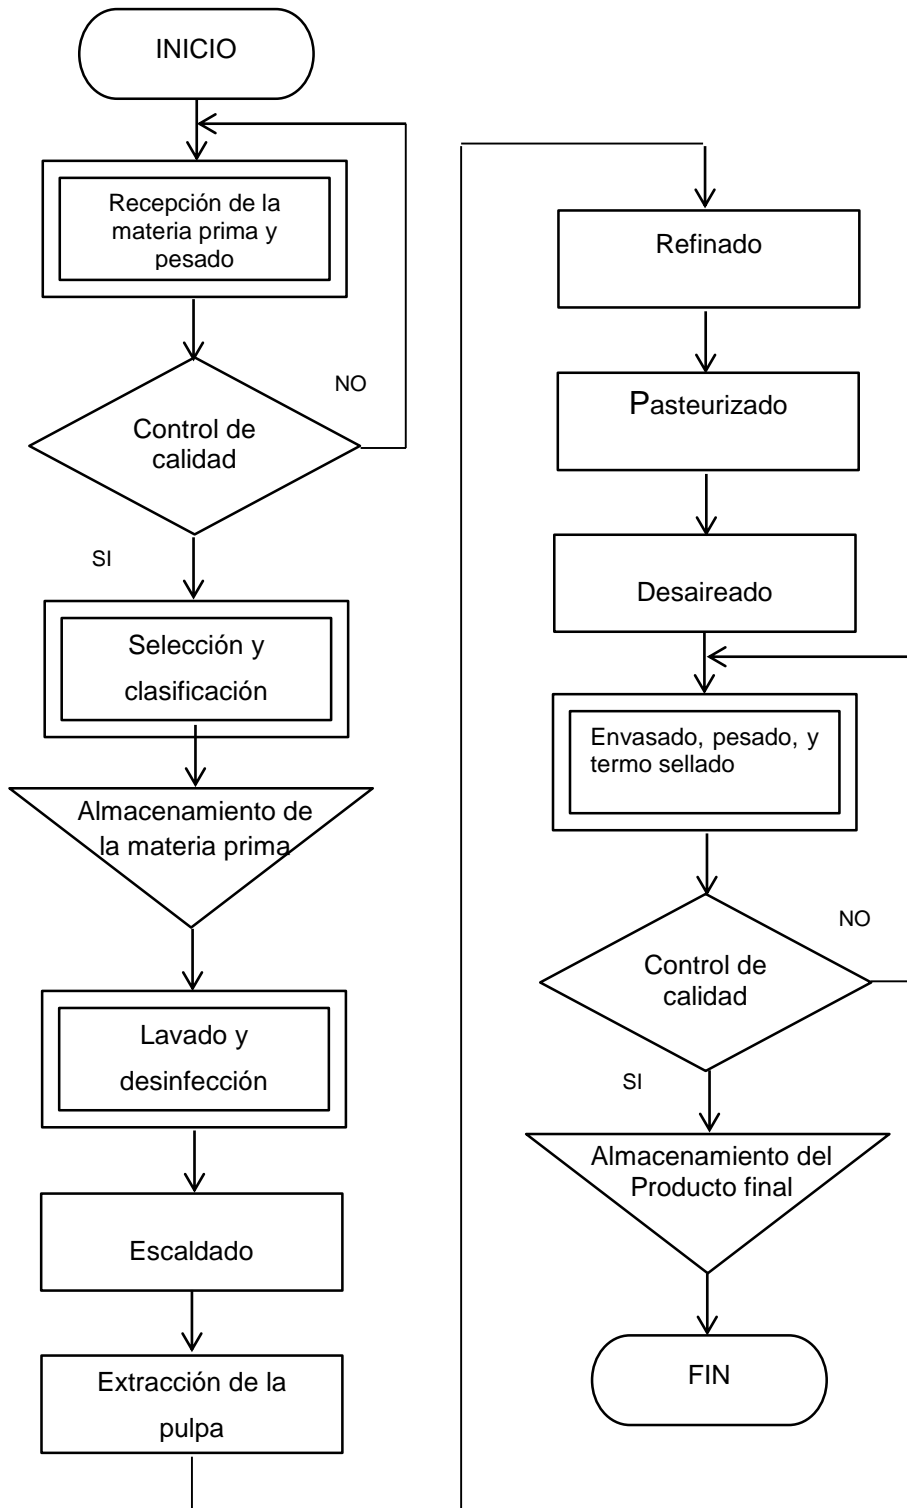 INICIO
Recepción de la
materia prima y
pesado
NO
Control de
calidad
SI
Selección y
clasificación
Almacenamiento de
la materia prima
Lavado y
desinfección
Escaldado
Extracción de la
pulpa
Refinado
Pasteurizado
Desaireado
Envasado, pesado, y
termo sellado
NO
Control de
calidad
SI
Almacenamiento del
Producto final
FIN